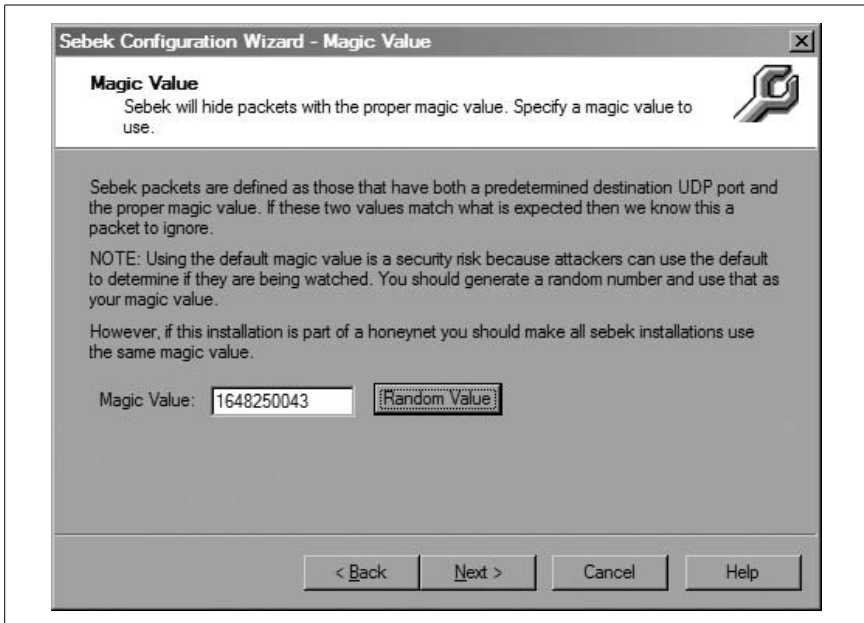 Sebek Configuration Wizard - Magic Value
Magic Value
Sebek will hide packets with the proper magic value. Specify a magic value to
use.
Sebek packets are defined as those that have both a predetermined destination UDP port and
the proper magic value. If these two values match what is expected then we know this a
packet to ignore.
NOTE: Using the default magic value is a security risk because attackers can use the default
to determine if they are being watched. You should generate a random number and use that as
your magic value.
However, if this installation is part of a honeynet you should make all sebek installations use
the same magic value.
Magic Value: 1648250043 Random Value
< Back Next > Cancel Help